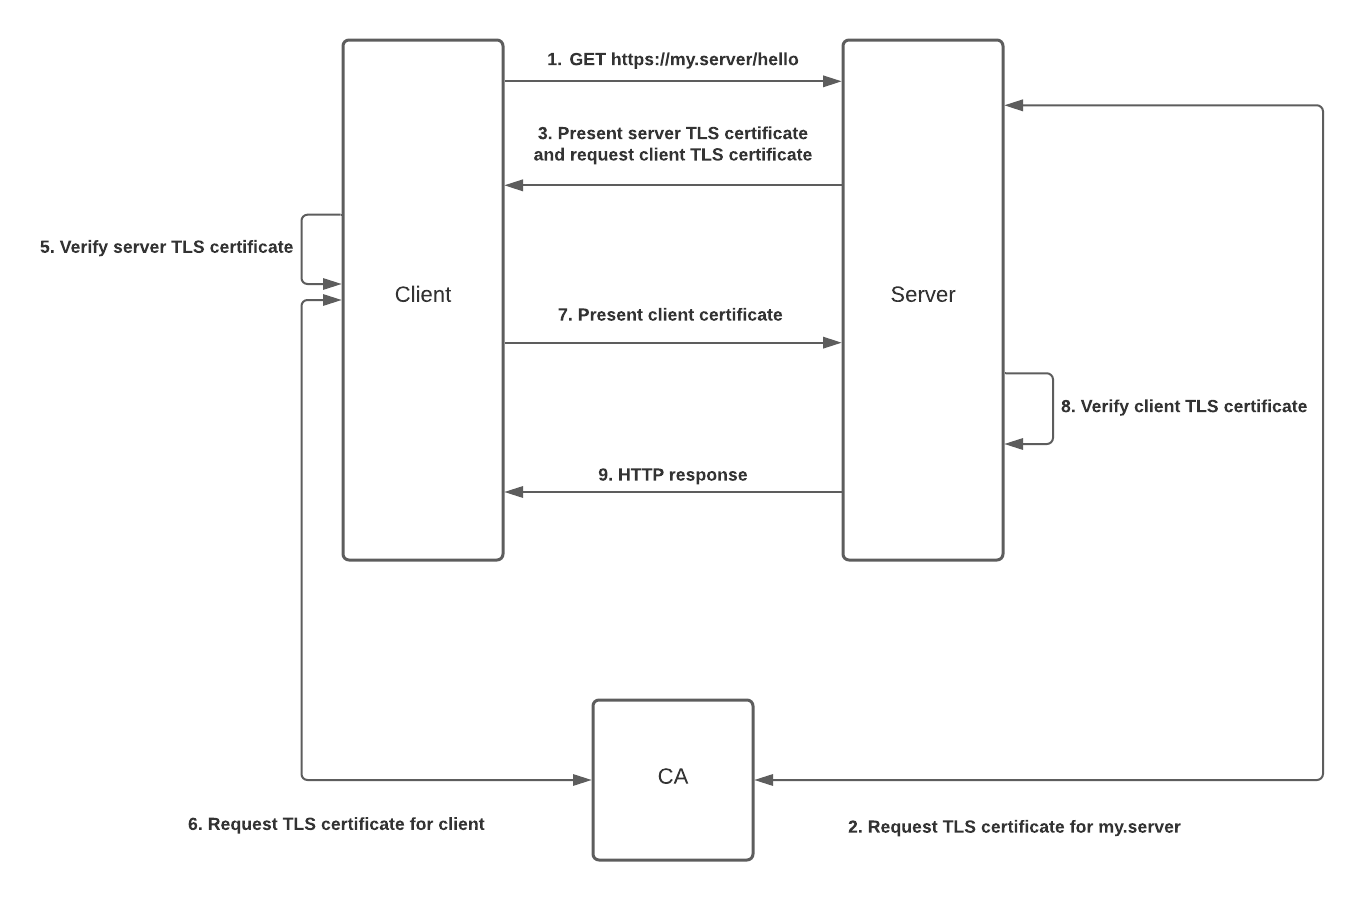 1. GET https://my.server/hello
3. Present server TLS certificate
and request client TLS certificate
5. Verify server TLS certificate
Client
Server
7. Present client certificate
8. Verify client TLS certificate
9. HTTP response
CA
6. Request TLS certificate for client
2. Request TLS certificate for my.server